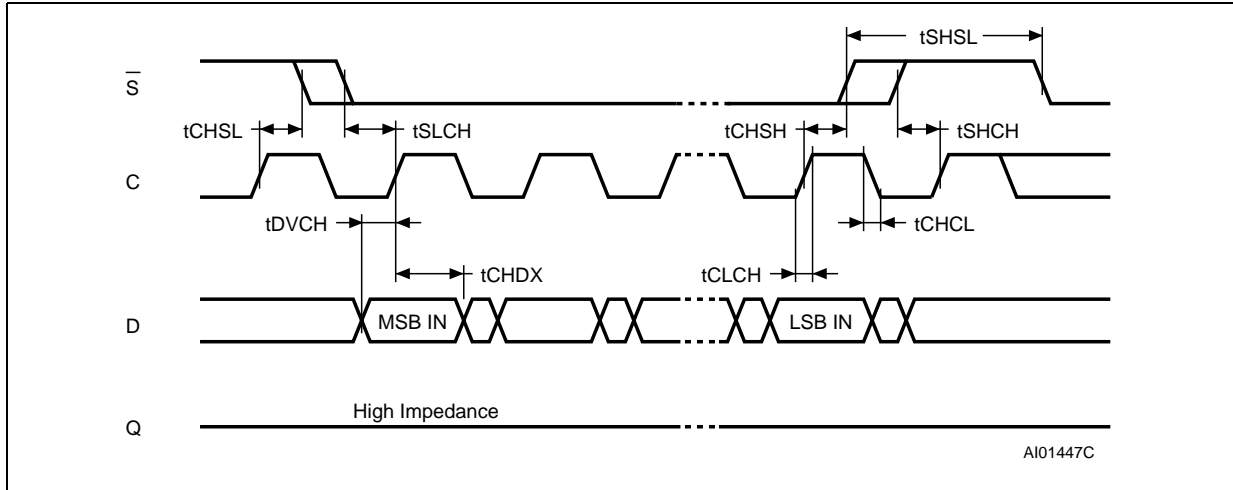 tSHSL
S
tCHSL
tSLCH
tCHSH
tSHCH
C
tDVCH
tCHCL
tCHDX
tCLCH
D
MSB IN
LSB IN
High Impedance
Q
AI01447C